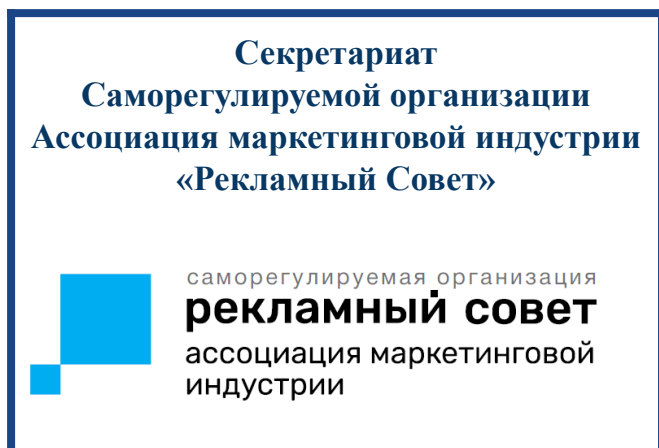 Секретариат
Саморегулируемой организации
Ассоциация маркетинговой индустрии
«Рекламный Совет»
саморегулируемая организация
рекламный совет
ассоциация маркетинговой
индустрии